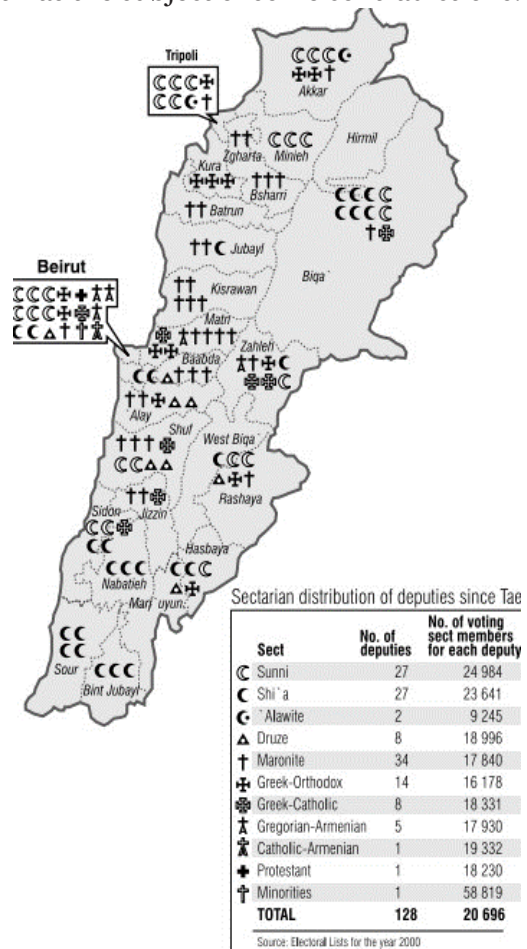 Tripoli
Akkar
Hirmil
Zgharta
Minieh
Kura
Bsharri
Batrun
Jubayl
Biqa`
Beirut
Kisrawan
Matn
Zahleh
Baabda
Alay
Shuf
West Biqa`
Rashaya
Sidon
Jizzin
Hasbaya
Nabatieh
Marj`uyun
Sour
Bint Jubayl
Sectarian distribution of deputies since Tae
Sect No. of deputies No. of voting sect members for each deputy
Sunni 27 24 984
Shi`a 27 23 641
`Alawite 2 9 245
Druze 8 18 996
Maronite 34 17 840
Greek-Orthodox 14 16 178
Greek-Catholic 8 18 331
Gregorian-Armenian 5 17 930
Catholic-Armenian 1 19 332
Protestant 1 18 230
Minorities 1 58 819
TOTAL 128 20 696
Source: Electoral Lists for the year 2000